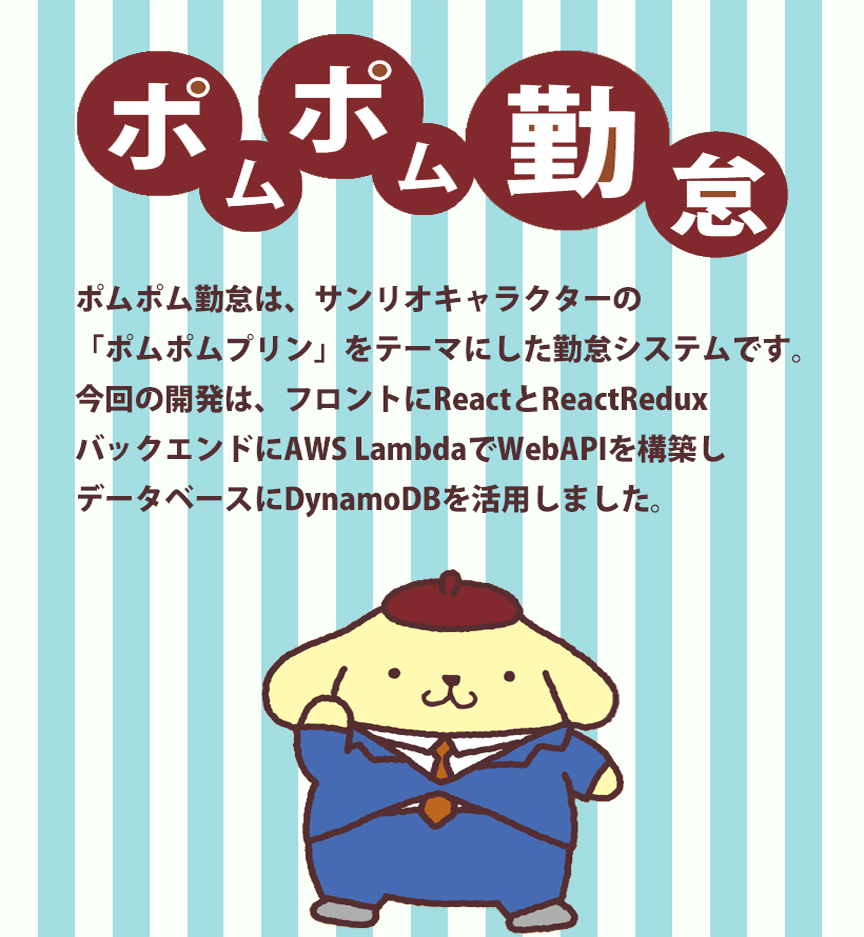 ポムポム勤怠
ポムポム勤怠は、サンリオキャラクターの
「ポムポムプリン」をテーマにした勤怠システムです。
今回の開発は、フロントにReactとReactRedux
バックエンドにAWS LambdaでWebAPIを構築し
データベースにDynamoDBを活用しました。